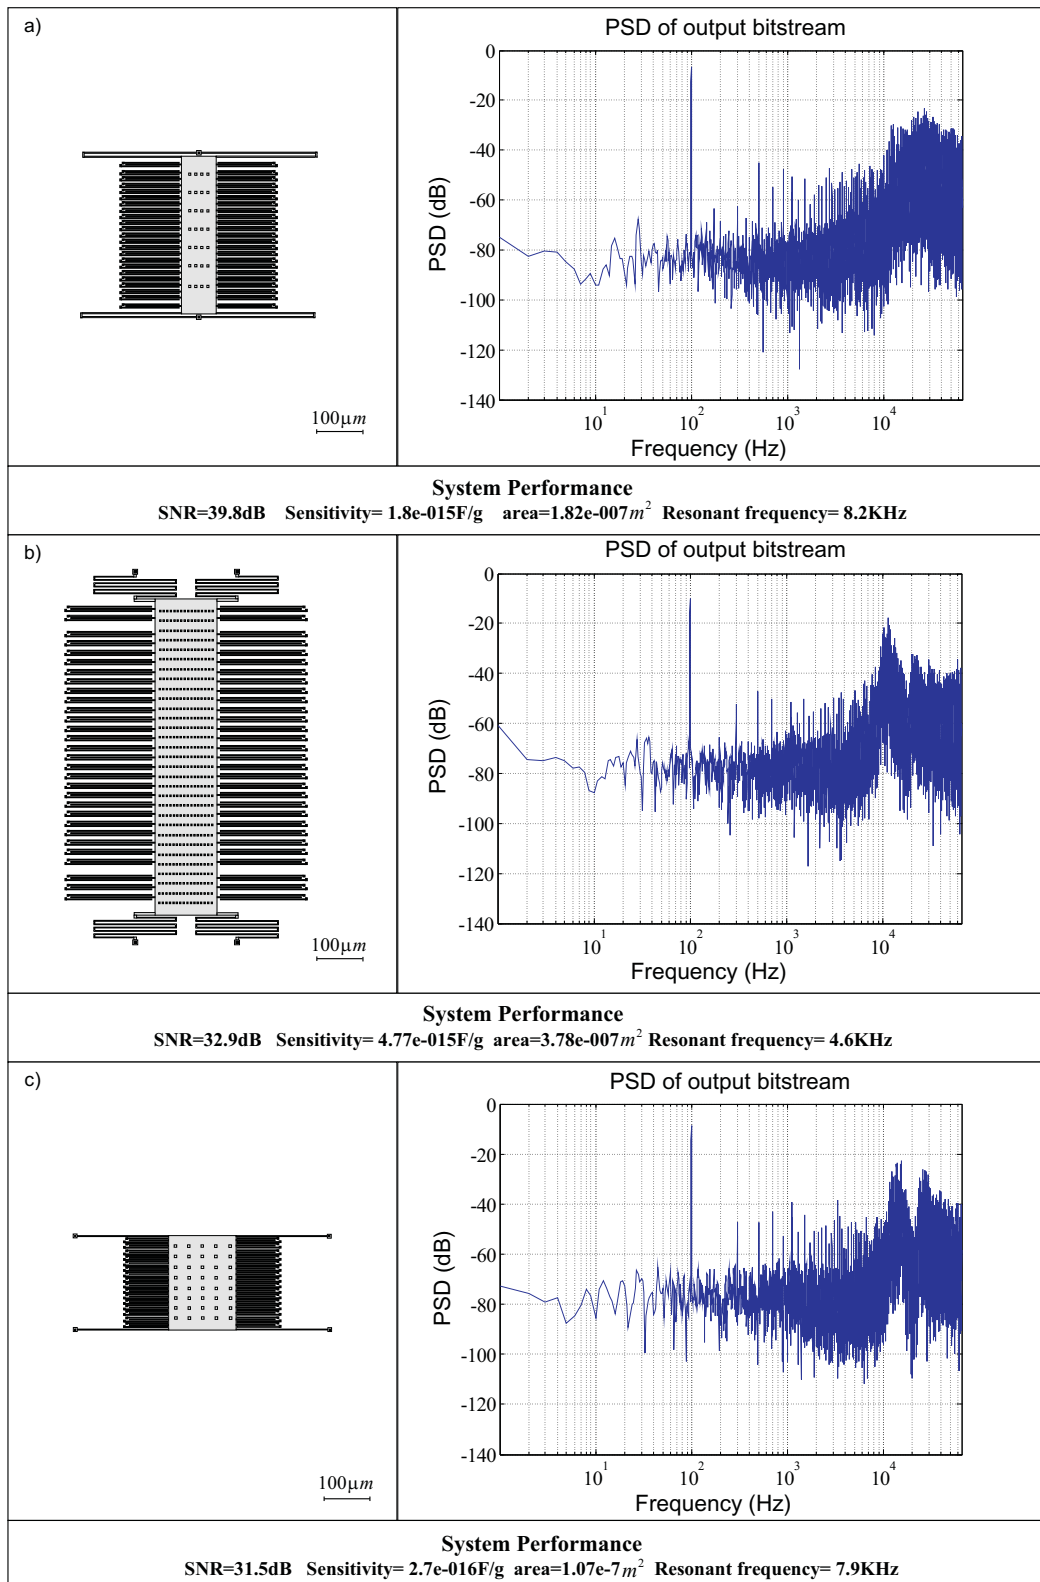 a)
PSD of output bitstream
0
-20
-40
-60
-80
-100
-120
-140
PSD (dB)
10^1
10^2
10^3
10^4
Frequency (Hz)
100μm
System Performance
SNR=39.8dB Sensitivity= 1.8e-015F/g area=1.82e-007m^2 Resonant frequency= 8.2KHz
b)
PSD of output bitstream
0
-20
-40
-60
-80
-100
-120
-140
PSD (dB)
10^1
10^2
10^3
10^4
Frequency (Hz)
100μm
System Performance
SNR=32.9dB Sensitivity= 4.77e-015F/g area=3.78e-007m^2 Resonant frequency= 4.6KHz
c)
PSD of output bitstream
0
-20
-40
-60
-80
-100
-120
-140
PSD (dB)
10^1
10^2
10^3
10^4
Frequency (Hz)
100μm
System Performance
SNR=31.5dB Sensitivity= 2.7e-016F/g area=1.07e-7m^2 Resonant frequency= 7.9KHz